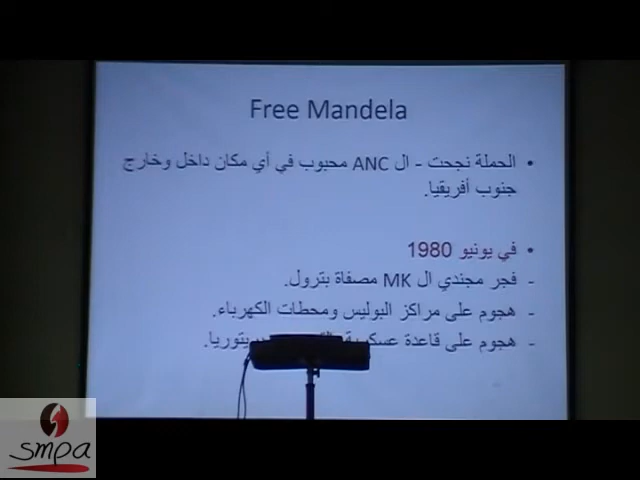 Free Mandela
• الحملة نجحت - ال ANC محبوب في أي مكان داخل وخارج
جنوب أفريقيا.
• في يونيو 1980
- فجر مجندي ال MK مصفاة بترول.
- هجوم على مراكز البوليس ومحطات الكهرباء.
- هجوم على قاعدة عسكرية
smpa